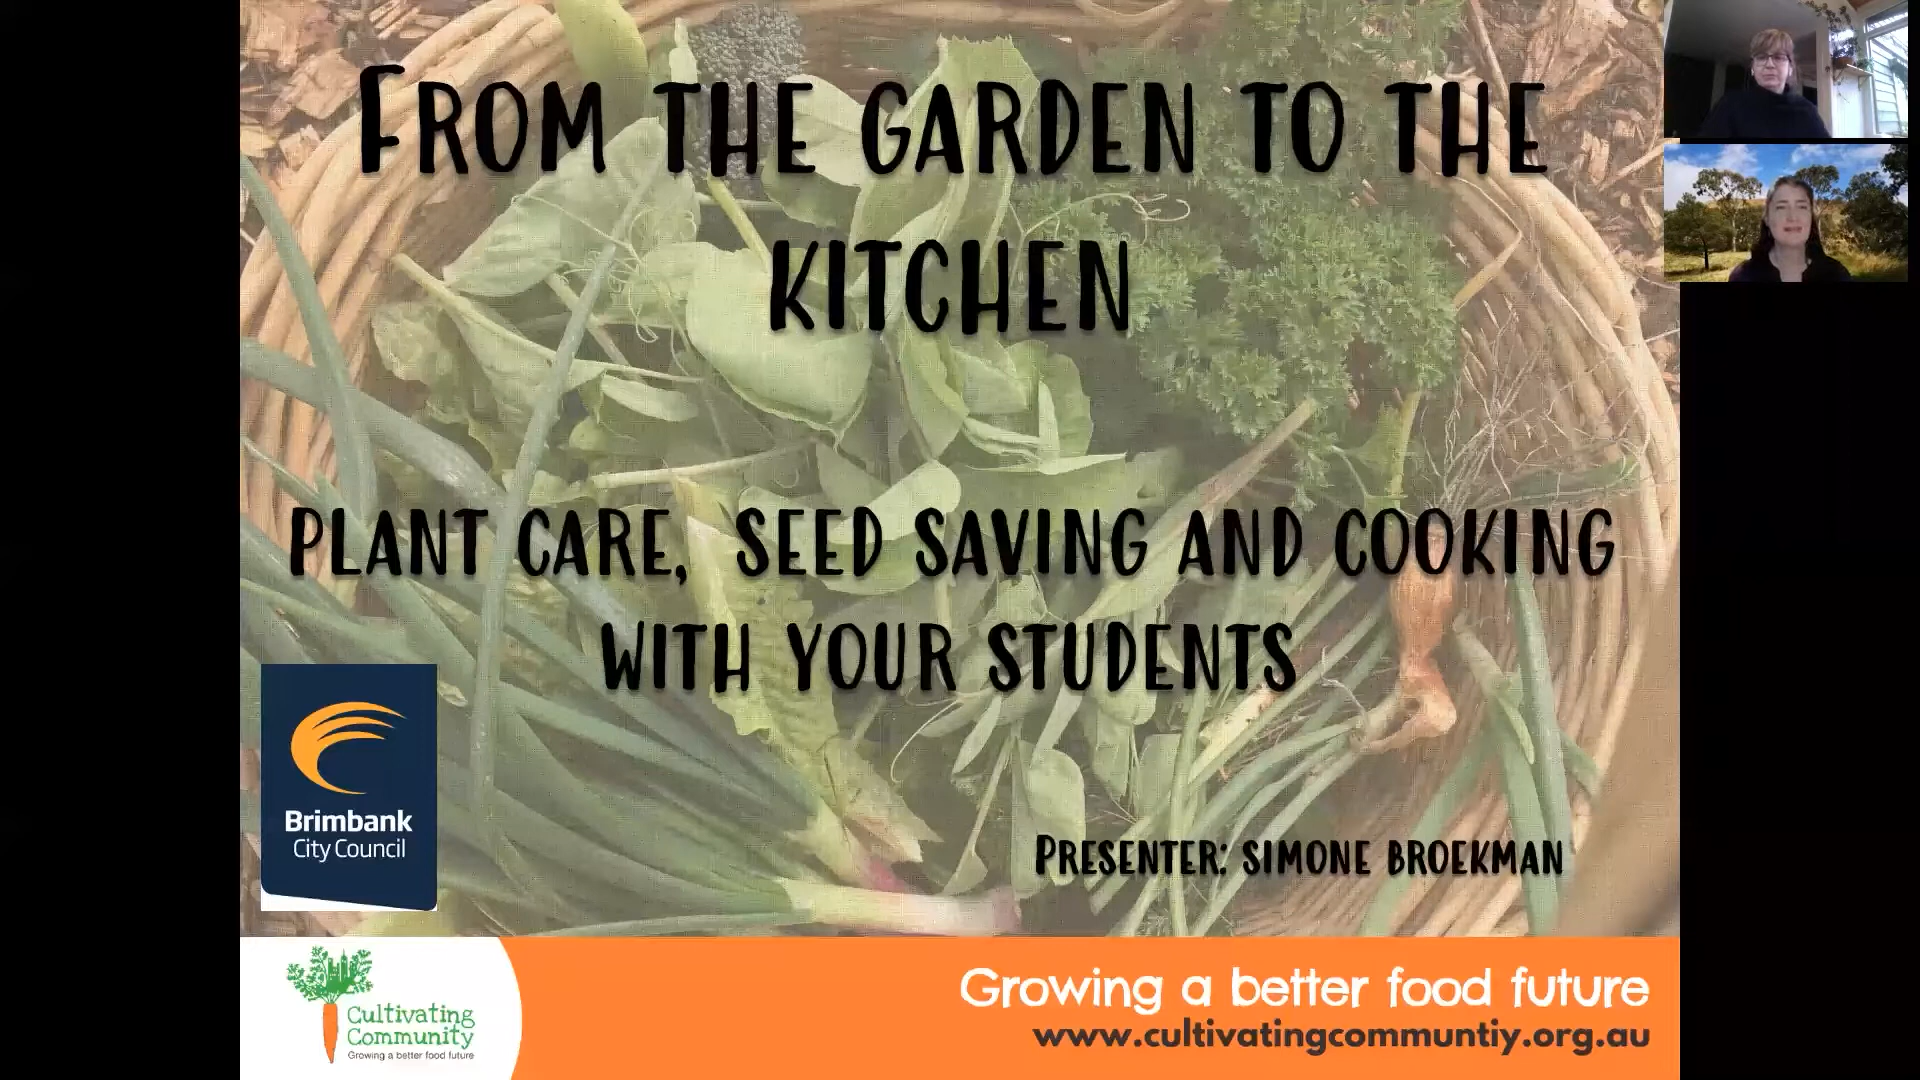 FROM THE GARDEN TO THE
KITCHEN
PLANT CARE, SEED SAVING AND COOKING
WITH YOUR STUDENTS
Brimbank
City Council
PRESENTER: SIMONE BROEKMAN
Cultivating
Community
Growing a better food future
Growing a better food future
www.cultivatingcommuntiy.org.au